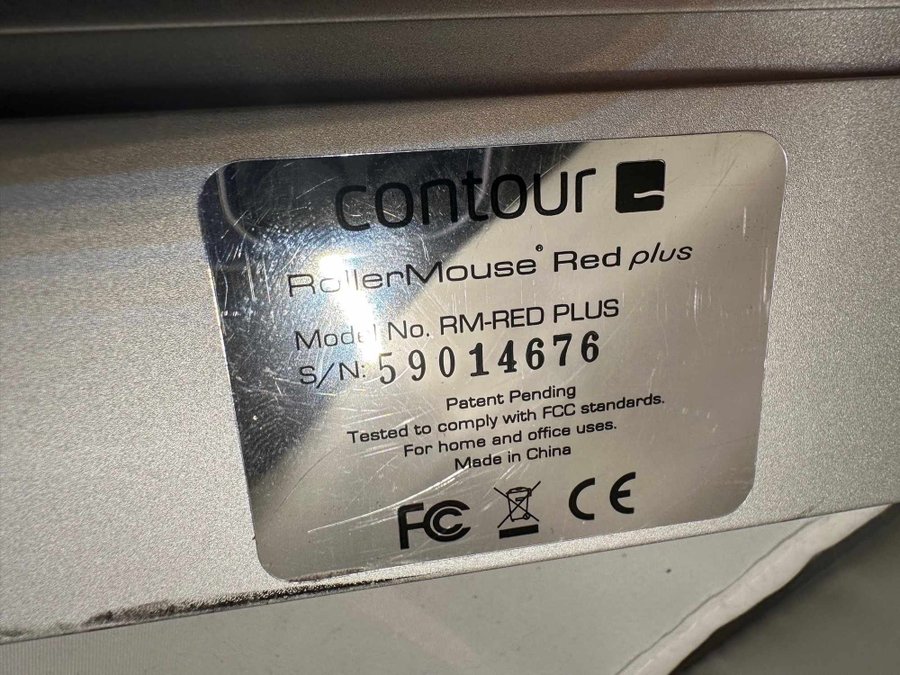 contour
RollerMouse® Red plus
Model No. RM-RED PLUS
S/N: 59014676
Patent Pending
Tested to comply with FCC standards.
For home and office uses.
Made in China
FC CE